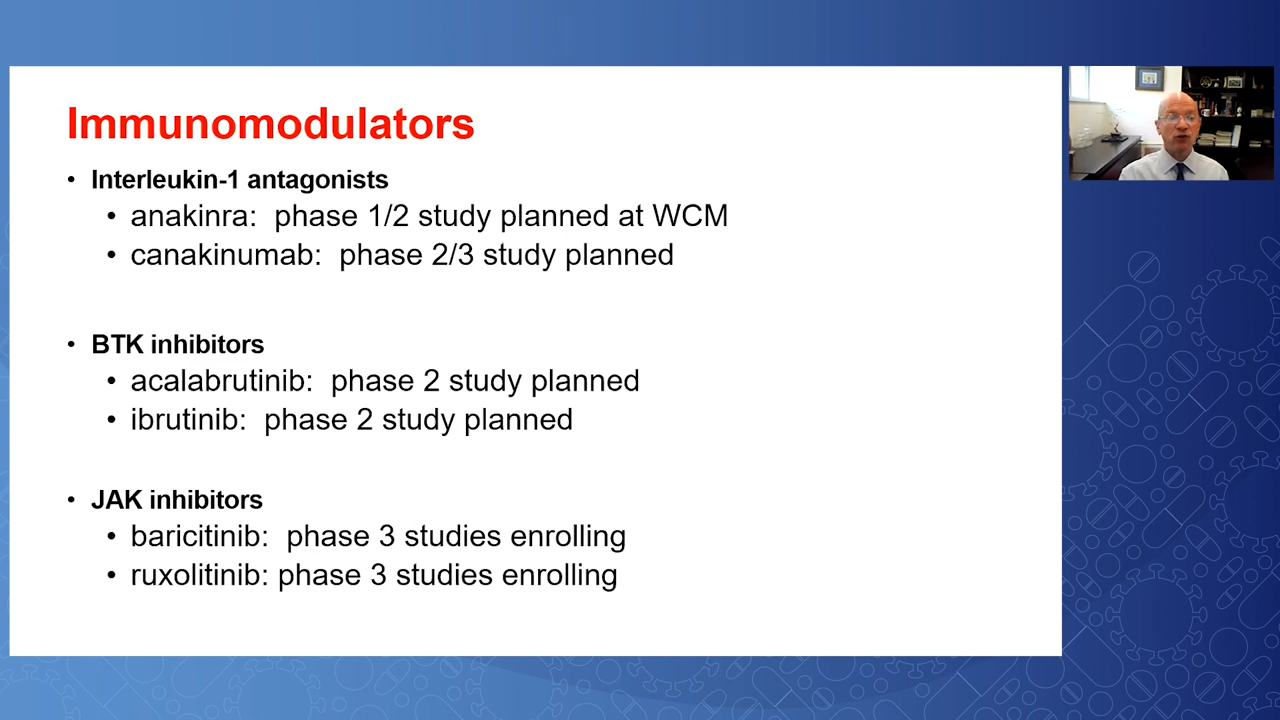 Immunomodulators
• Interleukin-1 antagonists
• anakinra: phase 1/2 study planned at WCM
• canakinumab: phase 2/3 study planned
• BTK inhibitors
• acalabrutinib: phase 2 study planned
• ibrutinib: phase 2 study planned
• JAK inhibitors
• baricitinib: phase 3 studies enrolling
• ruxolitinib: phase 3 studies enrolling